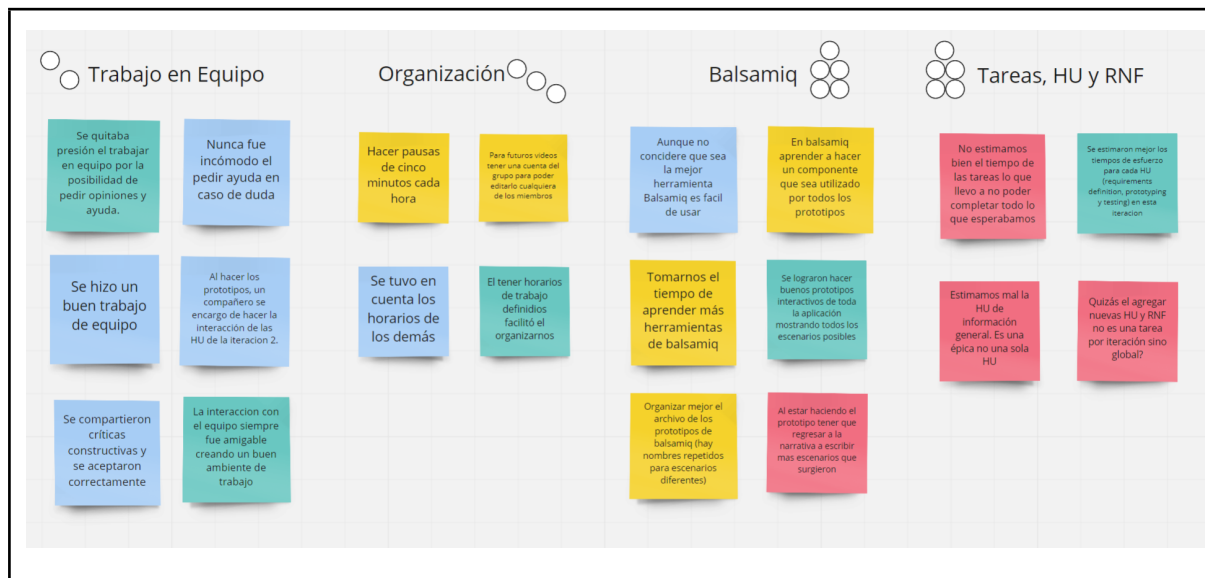 Trabajo en Equipo
Organización
Balsamiq
Tareas, HU y RNF
Se quitaba
presión el trabajar
en equipo por la
posibilidad de
pedir opiniones y
ayuda.
Nunca fue
incómodo el
pedir ayuda en
caso de duda
Se hizo un
buen trabajo
de equipo
Al hacer los
prototipos, un
compañero se
encargo de hacer la
interacción de las
HU de la iteracion 2.
Se compartieron
críticas
constructivas y
se aceptaron
correctamente
La interaccion con
el equipo siempre
fue amigable
creando un buen
ambiente de
trabajo
Hacer pausas
de cinco
minutos cada
hora
Para futuros videos
tener una cuenta del
grupo para poder
editarlo cualquiera
de los miembros
Se tuvo en
cuenta los
horarios de
los demás
El tener horarios
de trabajo
definidios
facilitó el
organizarnos
Aunque no
concidere que sea
la mejor
herramienta
Balsamiq es facil
de usar
En balsamiq
aprender a hacer
un componente
que sea utilizado
por todos los
prototipos
Tomarnos el
tiempo de
aprender más
herramientas
de balsamiq
Se lograron hacer
buenos prototipos
interactivos de toda
la aplicación
mostrando todos los
escenarios posibles
Organizar mejor el
archivo de los
prototipos de
balsamiq (hay
nombres repetidos
para escenarios
diferentes)
Al estar haciendo el
prototipo tener que
regresar a la
narrativa a escribir
mas escenarios que
surgieron
No estimamos
bien el tiempo de
las tareas lo que
llevo a no poder
completar todo lo
que esperabamos
Se estimaron mejor los
tiempos de esfuerzo
para cada HU
(requirements
definition, prototyping
y testing) en esta
iteracion
Estimamos mal la
HU de
información
general. Es una
épica no una sola
HU
Quizás el agregar
nuevas HU y RNF
no es una tarea
por iteración sino
global?